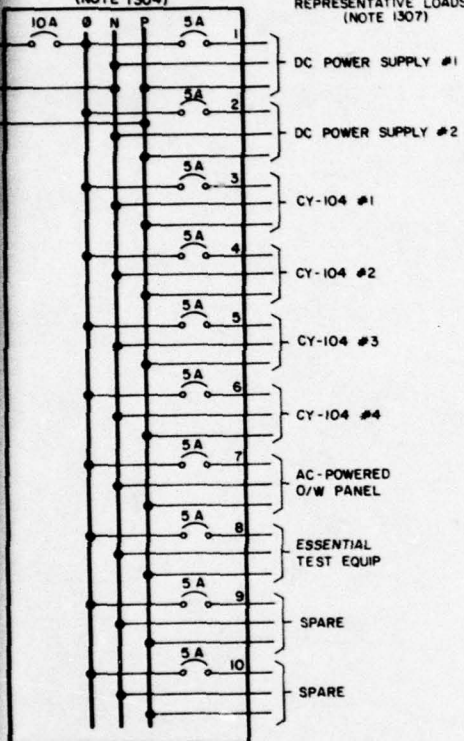 (NOTE 1304)
REPRESENTATIVE LOADS
(NOTE 1307)
10A Ø N P 5A 1
DC POWER SUPPLY #1
5A 2
DC POWER SUPPLY #2
5A 3
CY-104 #1
5A 4
CY-104 #2
5A 5
CY-104 #3
5A 6
CY-104 #4
5A 7
AC-POWERED
O/W PANEL
5A 8
ESSENTIAL
TEST EQUIP
5A 9
SPARE
5A 10
SPARE